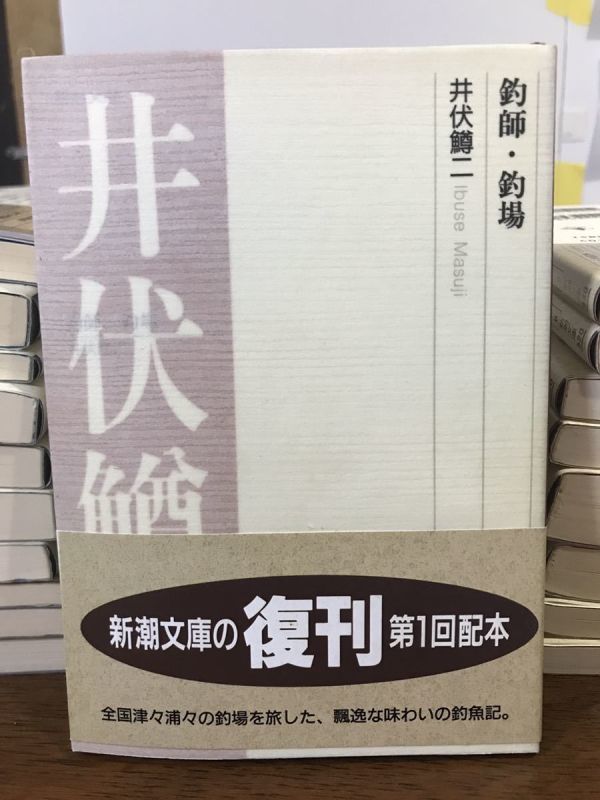 釣師・釣場
井伏鱒二 Ibuse Masuji
井伏鱒
新潮文庫の復刊 第1回配本
全国津々浦々の釣場を旅した、飄逸な味わいの釣魚記。